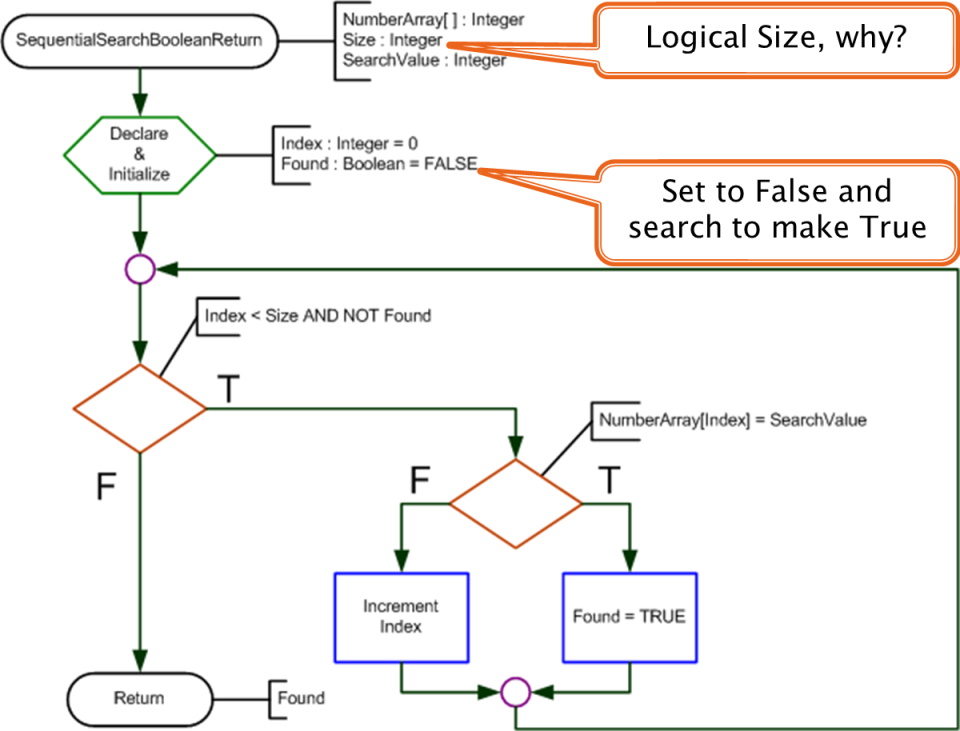 SequentialSearchBooleanReturn
NumberArray[ ] : Integer
Size : Integer
SearchValue : Integer
Logical Size, why?
Declare
&
Initialize
Index : Integer = 0
Found : Boolean = FALSE
Set to False and
search to make True
Index < Size AND NOT Found
T
F
NumberArray[Index] = SearchValue
F
T
Increment
Index
Found = TRUE
Return
Found